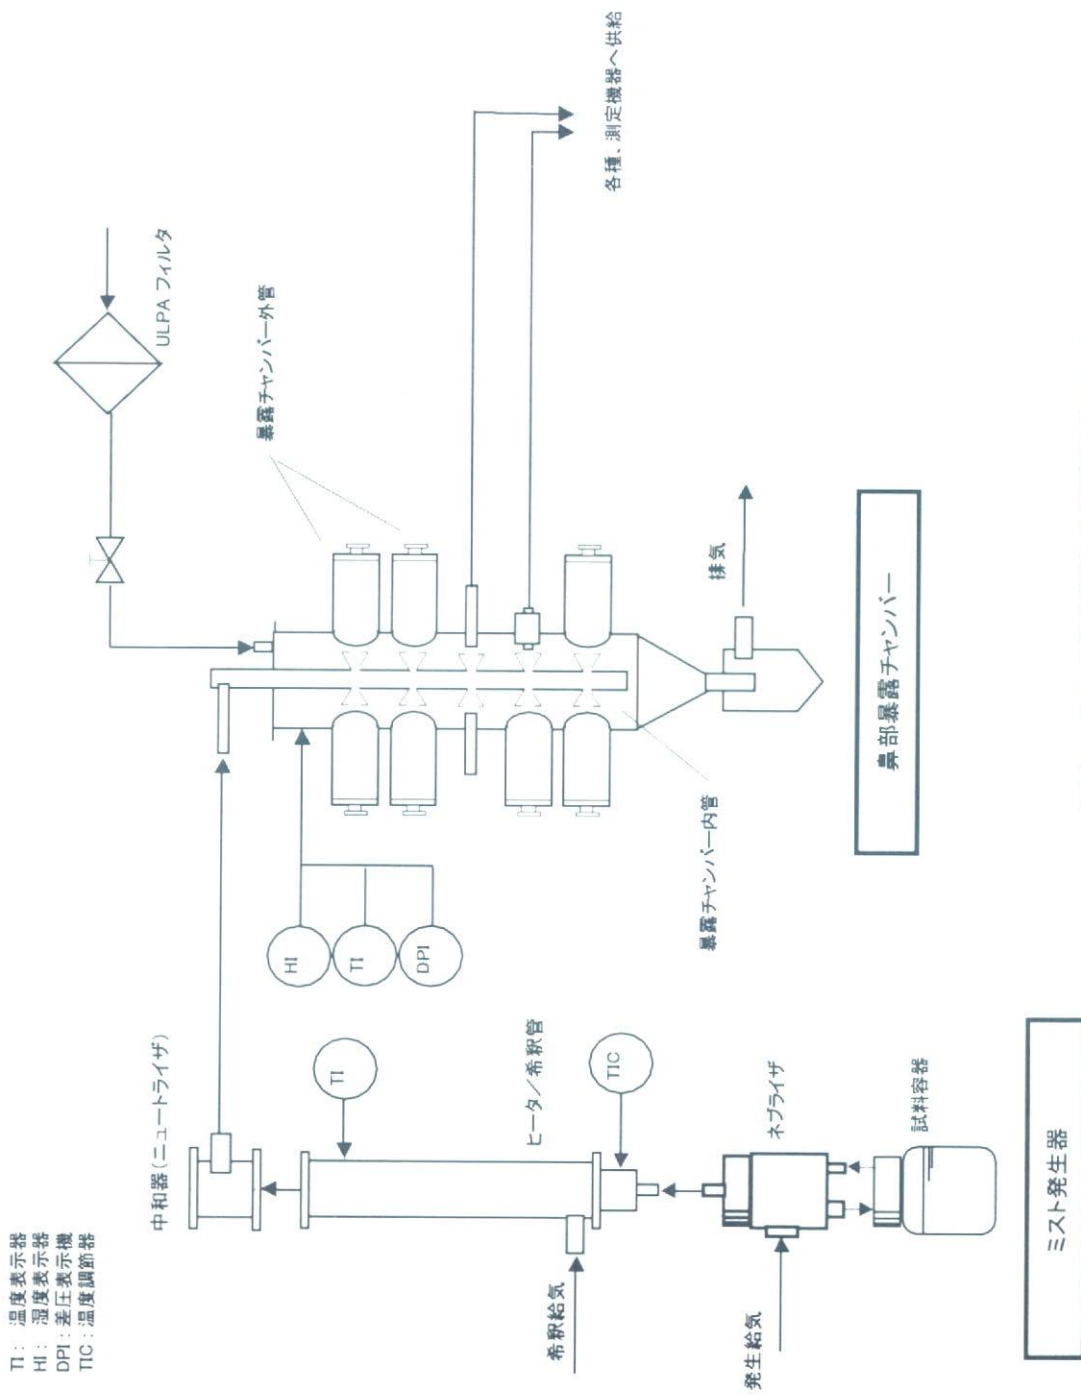 TI : 温度表示器
HI : 湿度表示器
DPI : 差圧表示機
TIC : 温度調節器
中和器(ニュートライザ)
TI
ヒータ/希釈管
TIC
希釈給気
ネブライザ
発生給気
試料容器
ミスト発生器
HI
TI
DPI
ULPA フィルタ
暴露チャンバー外管
暴露チャンバー内管
排気
鼻部暴露チャンバー
各種、測定機器へ供給